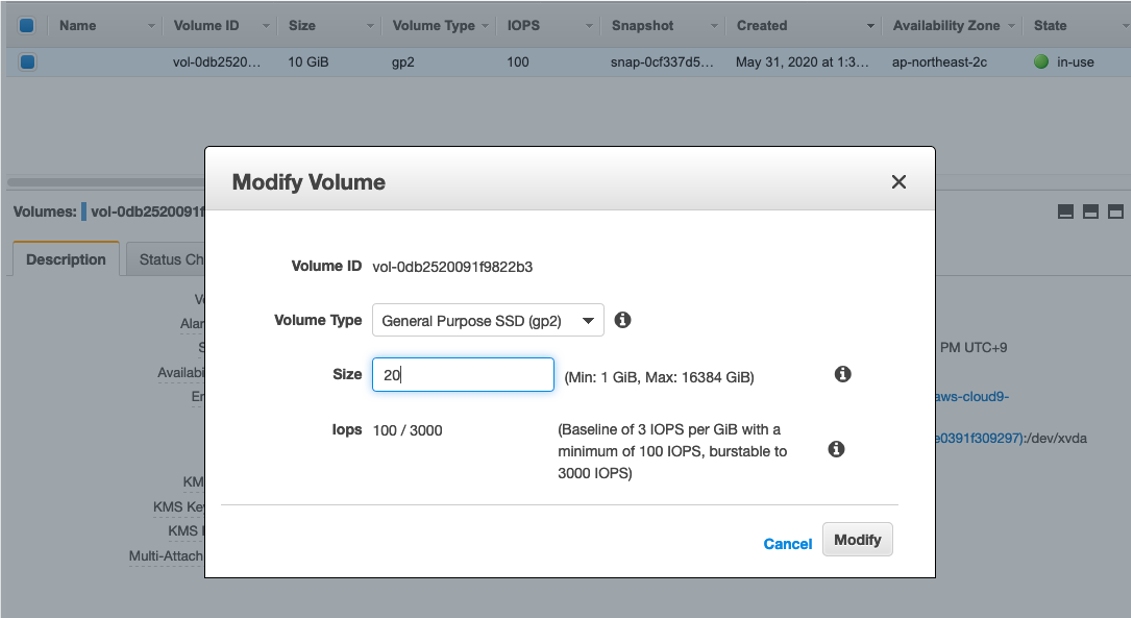 Name Volume ID Size Volume Type IOPS Snapshot Created Availability Zone State
vol-0db2520... 10 GiB gp2 100 snap-0cf337d5... May 31, 2020 at 1:3... ap-northeast-2c in-use
Modify Volume
Volumes: vol-0db2520091f
Description Status Ch
Volume ID vol-0db2520091f9822b3
Volume Type General Purpose SSD (gp2)
Alar
PM UTC+9
Size 20 (Min: 1 GiB, Max: 16384 GiB)
Availabili
aws-cloud9-
Iops 100 / 3000 (Baseline of 3 IOPS per GiB with a
minimum of 100 IOPS, burstable to
3000 IOPS)
e0391f309297):/dev/xvda
KM
KMS Ke
KMS
Multi-Attach
Cancel Modify